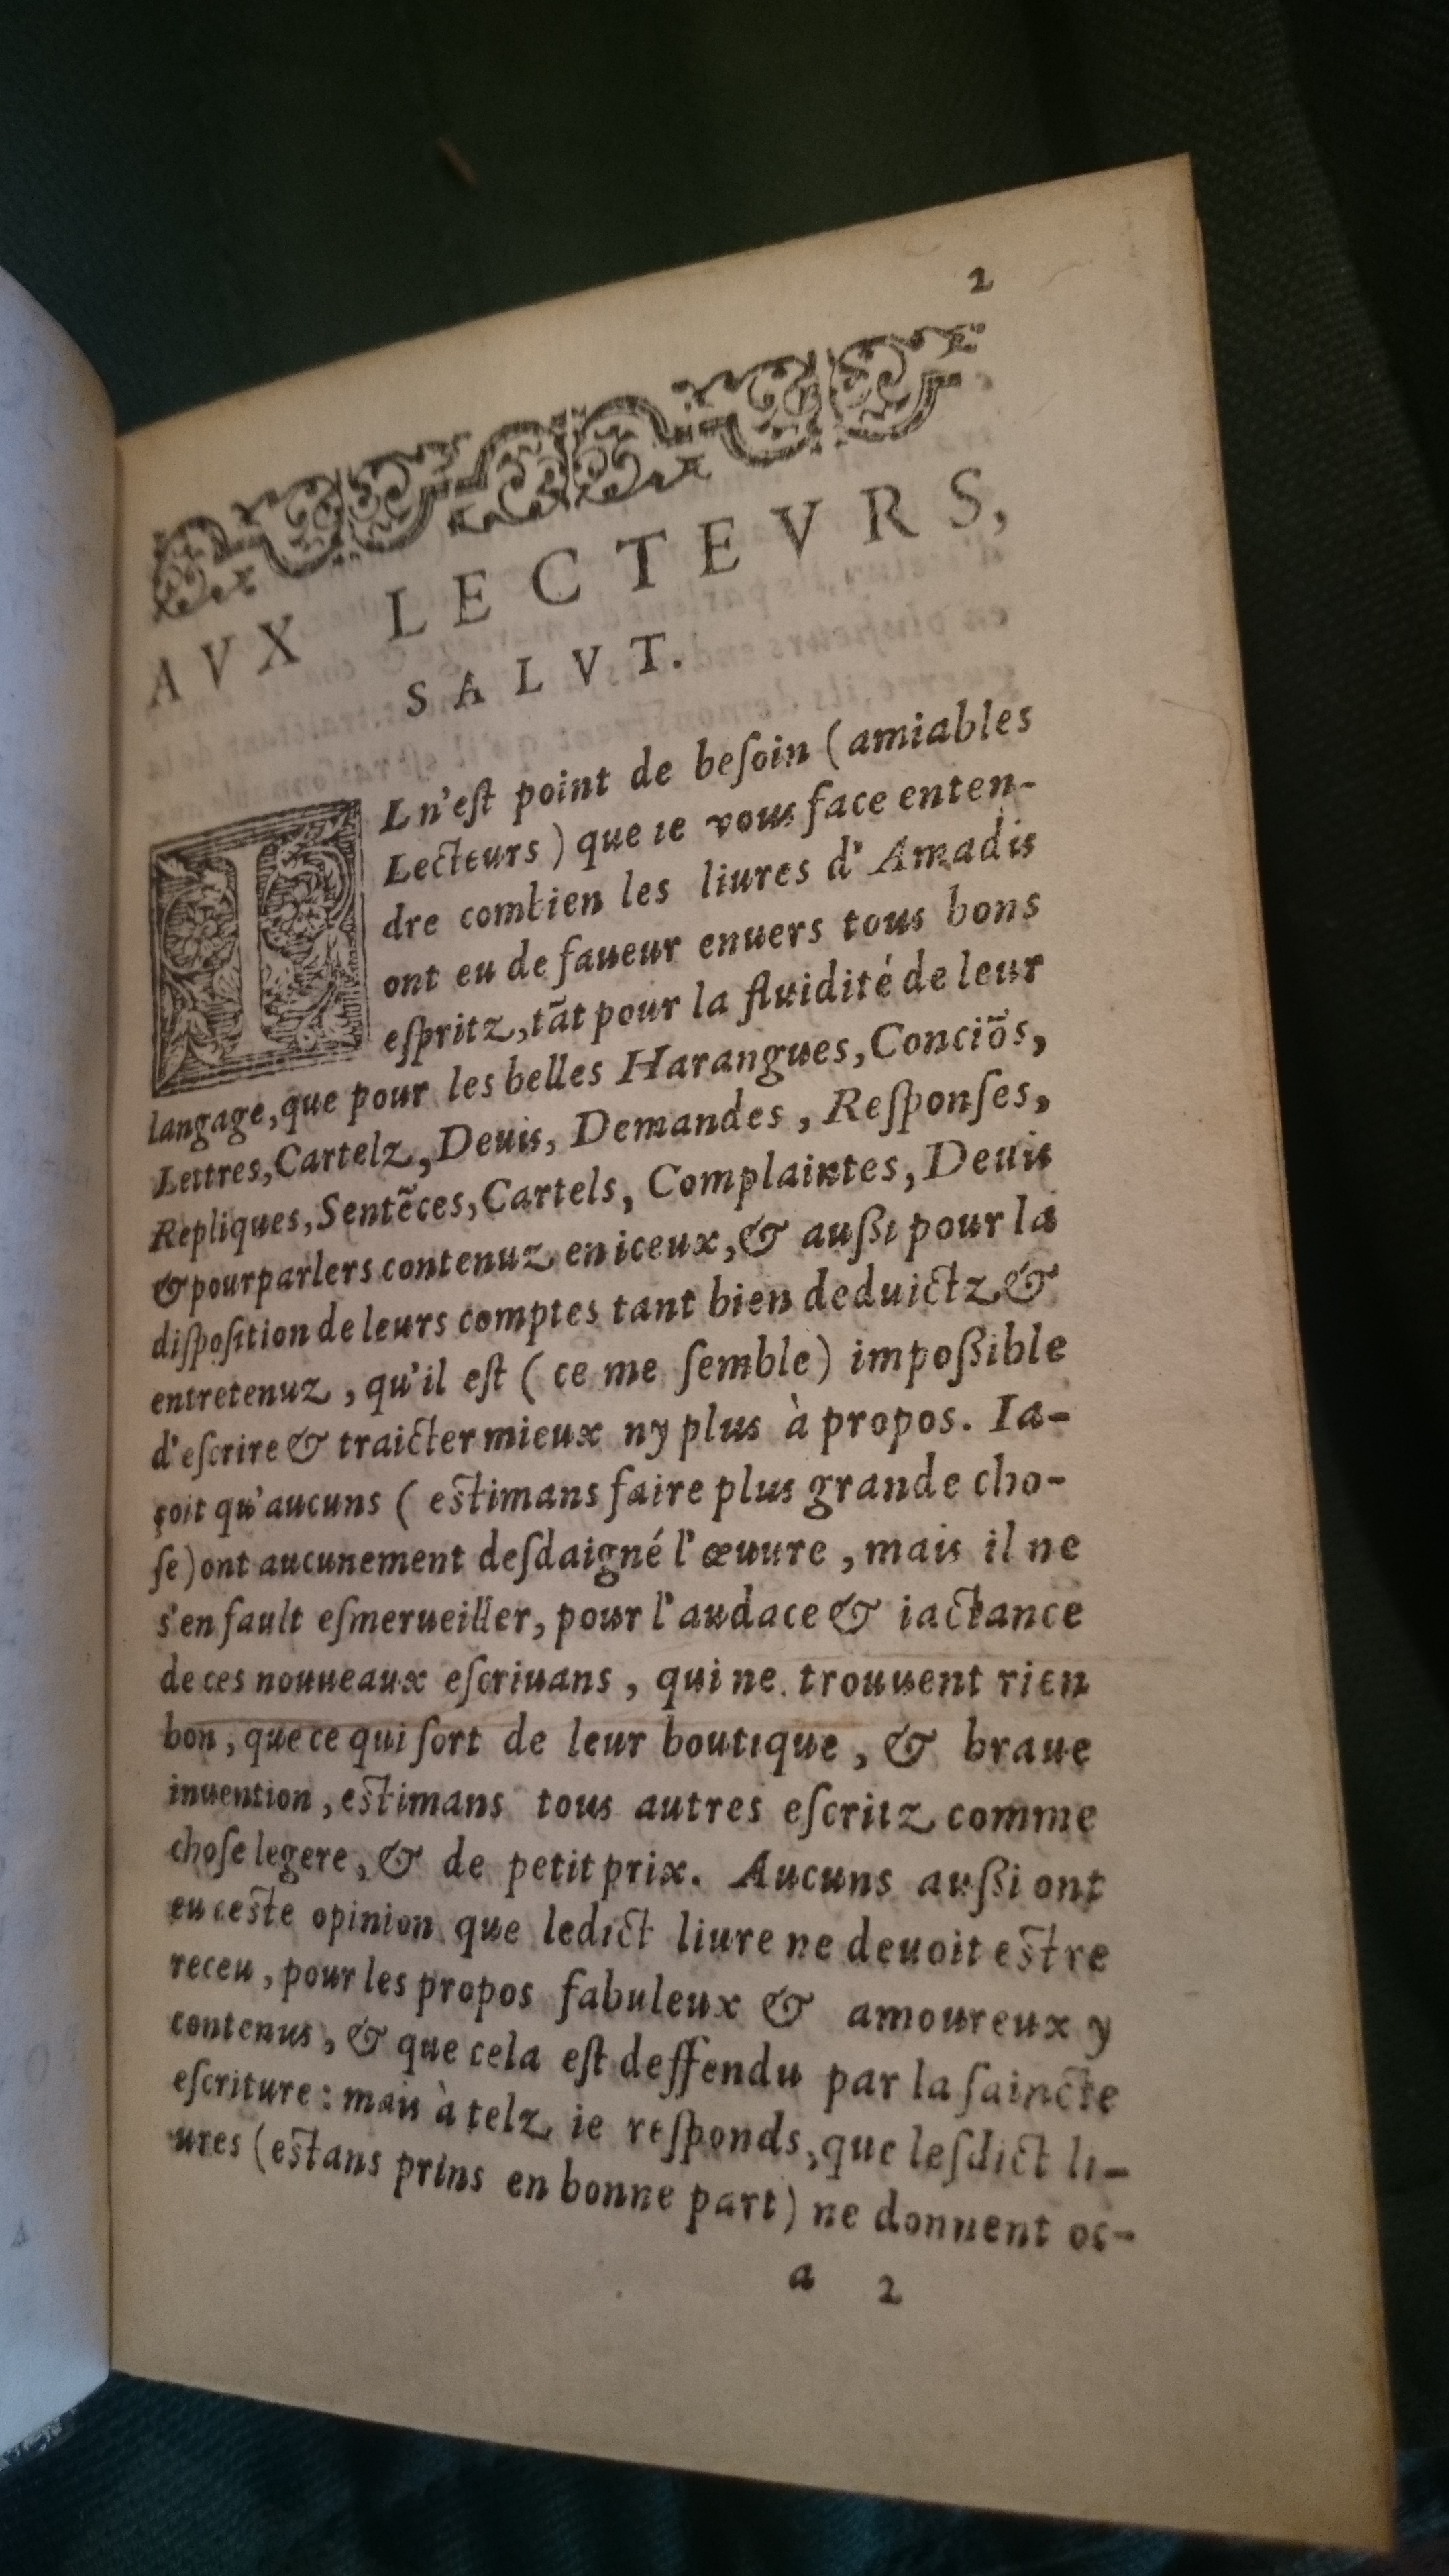 2
AVX LECTEVRS,
SALVT.
IL n'eſt point de beſoin (amiables
Lecteurs) que ie vous face enten-
dre combien les liures d'Amadis
ont eu de faueur enuers tous bons
eſpritz, tãt pour la fluidité de leur
langage, que pour les belles Harangues, Conciõs,
Lettres, Cartelz, Deuis, Demandes, Reſponſes,
Repliques, Sentẽces, Cartels, Complaintes, Deuis
& pourparlers contenuz en iceux, & außi pour la
diſpoſition de leurs comptes tant bien deduictz &
entretenuz, qu'il eſt (ce me ſemble) impoßible
d'eſcrire & traicter mieux ny plus à propos. Ia-
çoit qu'aucuns (estimans faire plus grande cho-
ſe) ont aucunement deſdaigné l'œuure, mais il ne
s'en fault eſmerueiller, pour l'audace & iactance
de ces nouueaux eſcriuans, qui ne trouuent rien
bon, que ce qui ſort de leur boutique, & braue
inuention, estimans tous autres eſcritz comme
choſe legere, & de petit prix. Aucuns außi ont
eu ceste opinion que ledict liure ne deuoit estre
receu, pour les propos fabuleux & amoureux y
contenus, & que cela eſt deffendu par la ſaincte
eſcriture: mais à telz ie reſponds, que leſdict li-
ures (estans prins en bonne part) ne donnent oc-
a 2